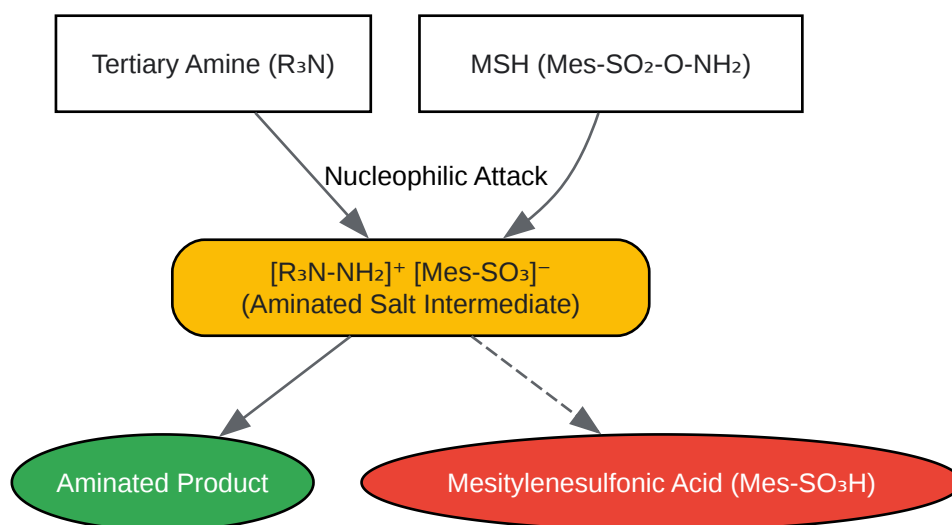 Tertiary Amine (R₃N)
MSH (Mes-SO₂-O-NH₂)
Nucleophilic Attack
[R₃N-NH₂]⁺ [Mes-SO₃]⁻
(Aminated Salt Intermediate)
Aminated Product
Mesitylenesulfonic Acid (Mes-SO₃H)